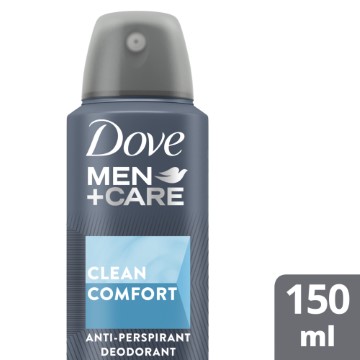 Dove
MEN
+CARE
CLEAN
COMFORT
ANTI-PERSPIRANT
DEODORANT
150
ml